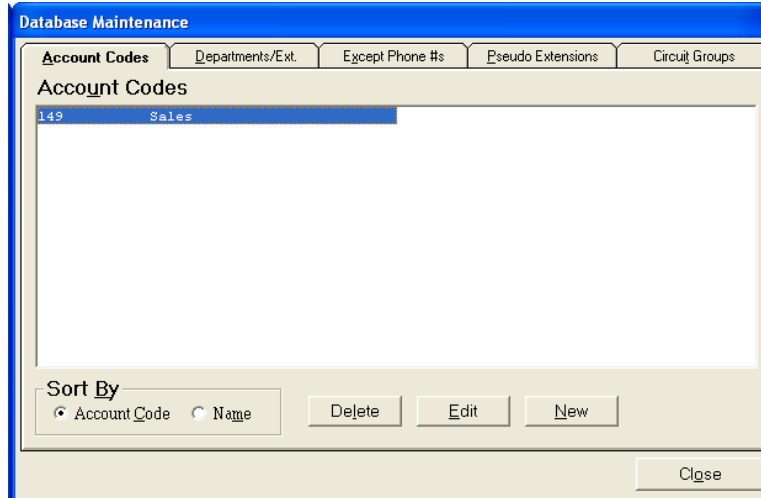 Database Maintenance
Account Codes Departments/Ext. Except Phone #s Pseudo Extensions Circuit Groups
Account Codes
149 Sales
Sort By
Account Code Name Delete Edit New
Close